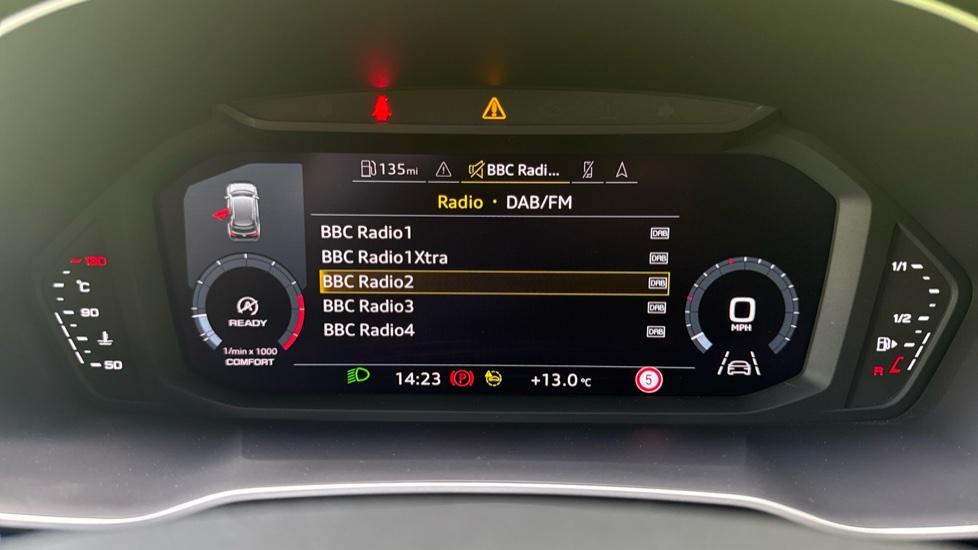 135 mi BBC Radi...
Radio · DAB/FM
BBC Radio1 DAB
BBC Radio1Xtra DAB
BBC Radio2 DAB
BBC Radio3 DAB
BBC Radio4 DAB
130
°C
90
50
READY
1/min x 1000
COMFORT
0
MPH
1/1
1/2
R
14:23 P +13.0 °C 5